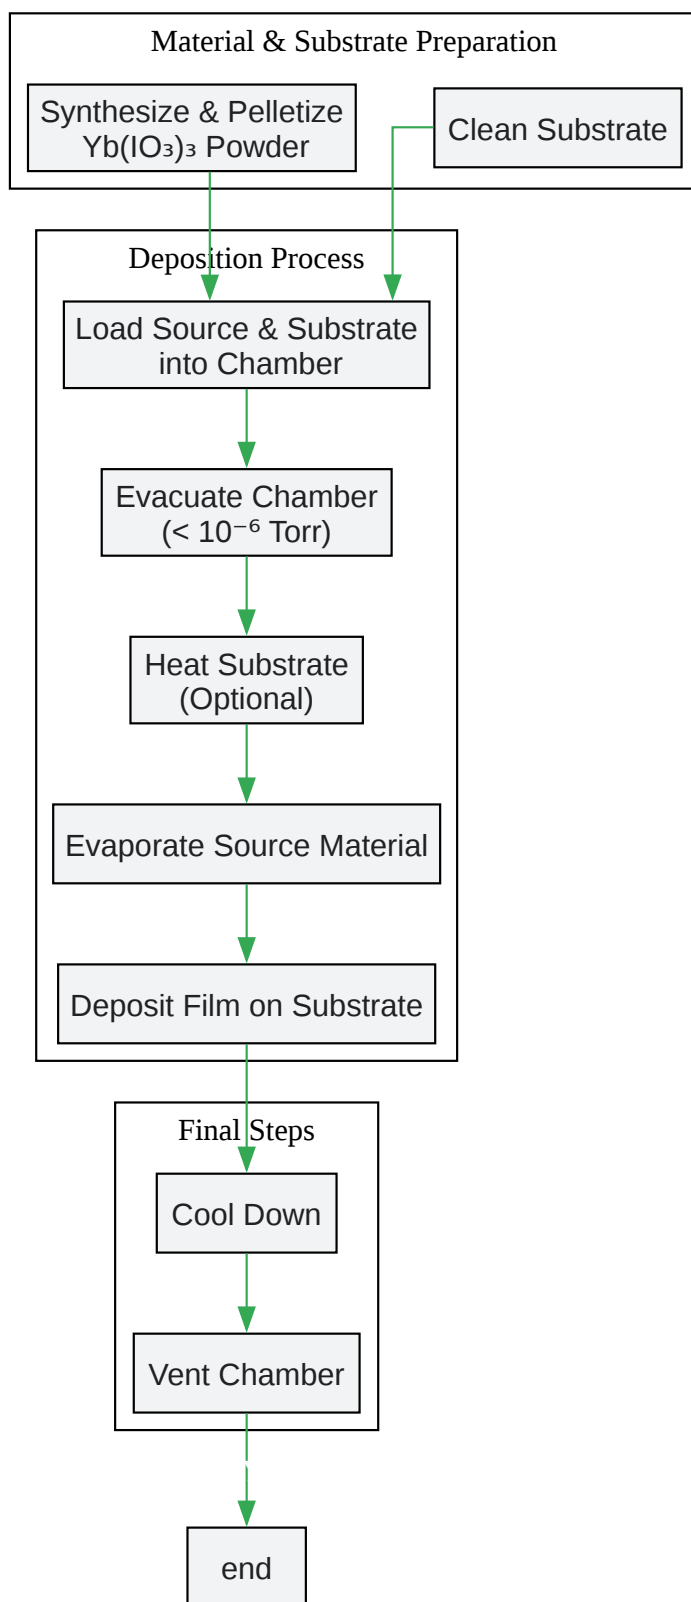 Material & Substrate Preparation
Synthesize & Pelletize
Yb(IO₃)₃ Powder
Clean Substrate
Deposition Process
Load Source & Substrate
into Chamber
Evacuate Chamber
(< 10⁻⁶ Torr)
Heat Substrate
(Optional)
Evaporate Source Material
Deposit Film on Substrate
Final Steps
Cool Down
Vent Chamber
end